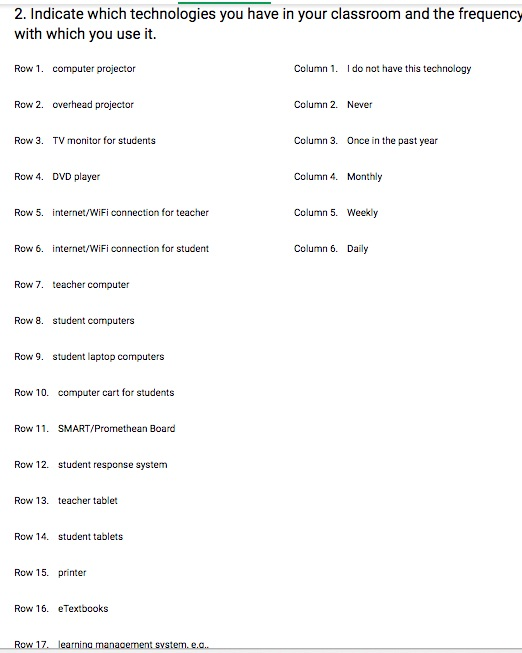 2. Indicate which technologies you have in your classroom and the frequency
with which you use it.
Row 1. computer projector
Column 1. I do not have this technology
Row 2. overhead projector
Column 2. Never
Row 3. TV monitor for students
Column 3. Once in the past year
Row 4. DVD player
Column 4. Monthly
Row 5. internet/WiFi connection for teacher
Column 5. Weekly
Row 6. internet/WiFi connection for student
Column 6. Daily
Row 7. teacher computer
Row 8. student computers
Row 9. student laptop computers
Row 10. computer cart for students
Row 11. SMART/Promethean Board
Row 12. student response system
Row 13. teacher tablet
Row 14. student tablets
Row 15. printer
Row 16. eTextbooks
Row 17. learning management system, e.g..